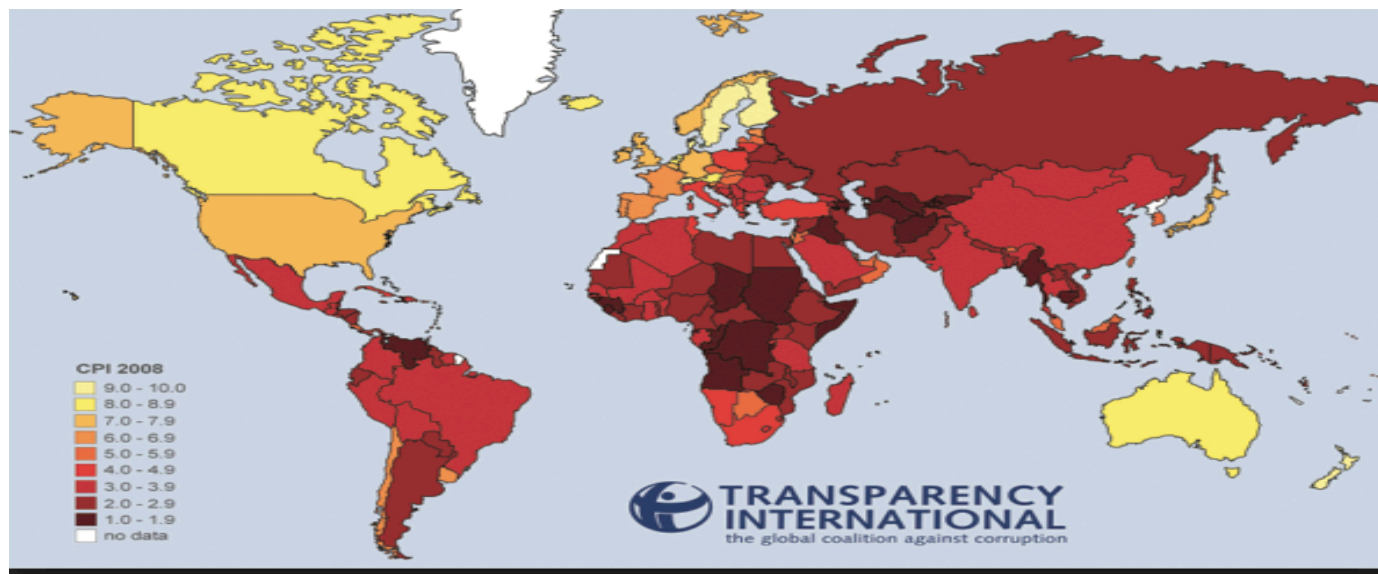 CPI 2008
9.0 - 10.0
8.0 - 8.9
7.0 - 7.9
6.0 - 6.9
5.0 - 5.9
4.0 - 4.9
3.0 - 3.9
2.0 - 2.9
1.0 - 1.9
no data
TRANSPARENCY
INTERNATIONAL
the global coalition against corruption